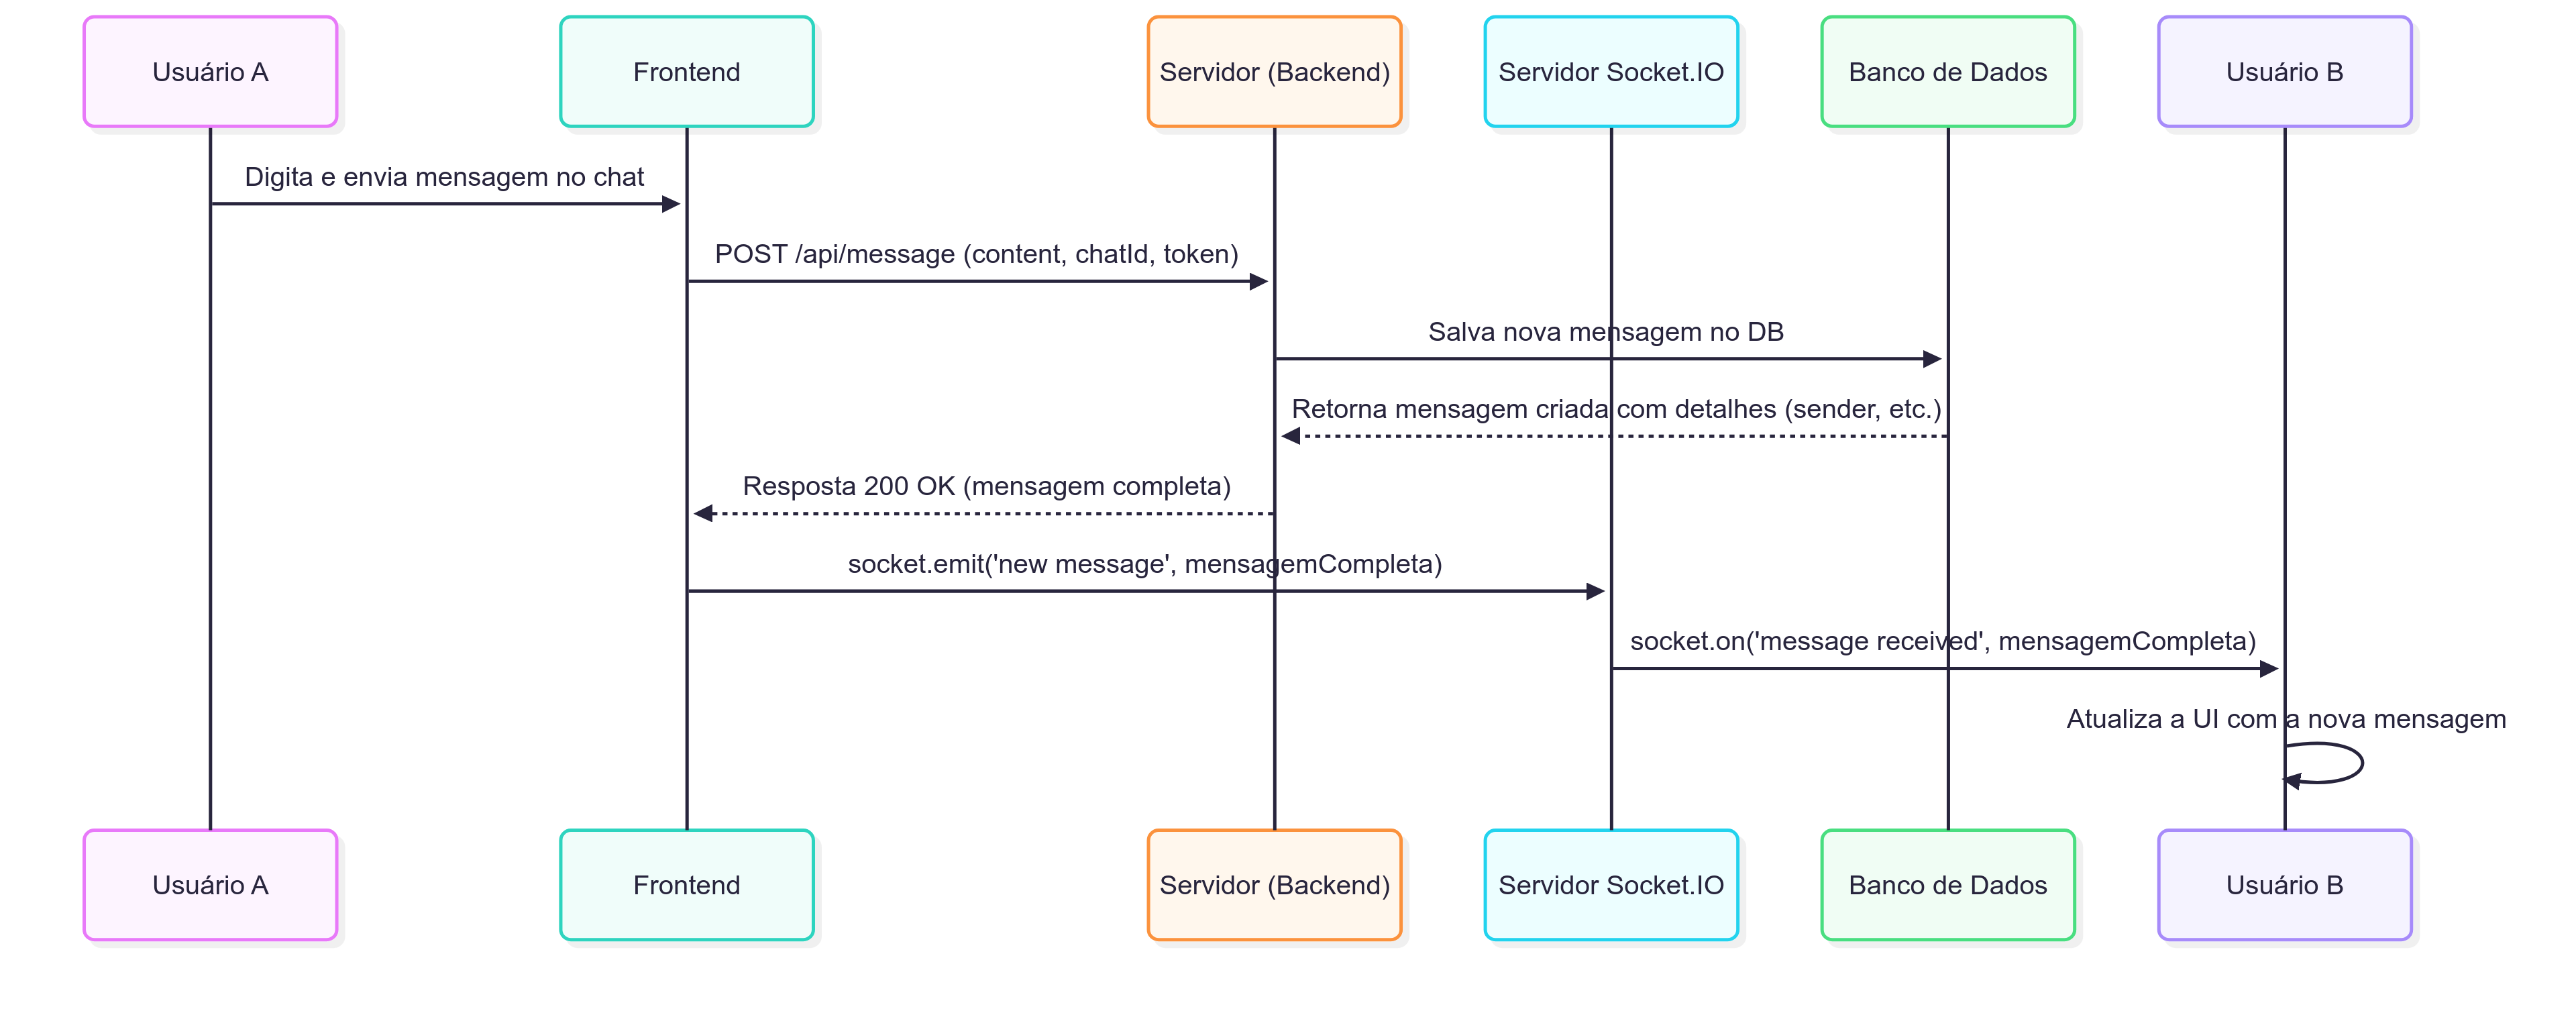 Usuário A
Frontend
Servidor (Backend)
Servidor Socket.IO
Banco de Dados
Usuário B
Digita e envia mensagem no chat
POST /api/message (content, chatId, token)
Salva nova mensagem no DB
Retorna mensagem criada com detalhes (sender, etc.)
Resposta 200 OK (mensagem completa)
socket.emit('new message', mensagemCompleta)
socket.on('message received', mensagemCompleta)
Atualiza a UI com a nova mensagem
Usuário A
Frontend
Servidor (Backend)
Servidor Socket.IO
Banco de Dados
Usuário B